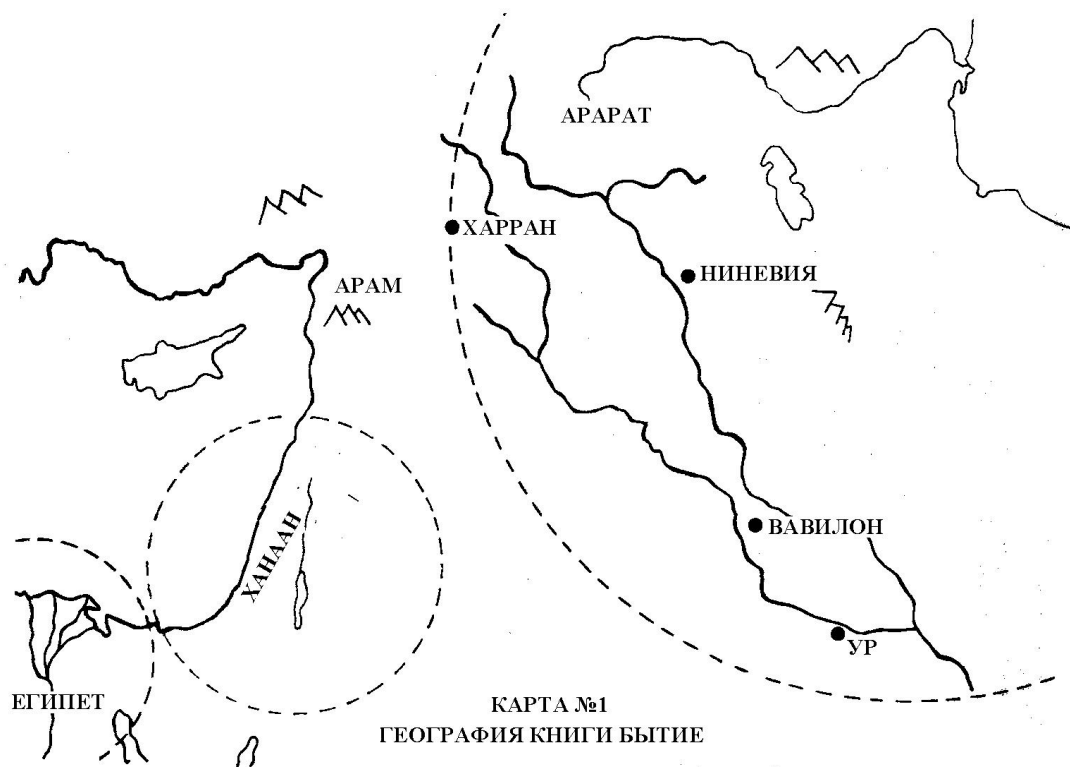 АРАРАТ
ХАРРАН
НИНЕВИЯ
АРАМ
ХАНААН
ВАВИЛОН
УР
ЕГИПЕТ
КАРТА №1
ГЕОГРАФИЯ КНИГИ БЫТИЕ